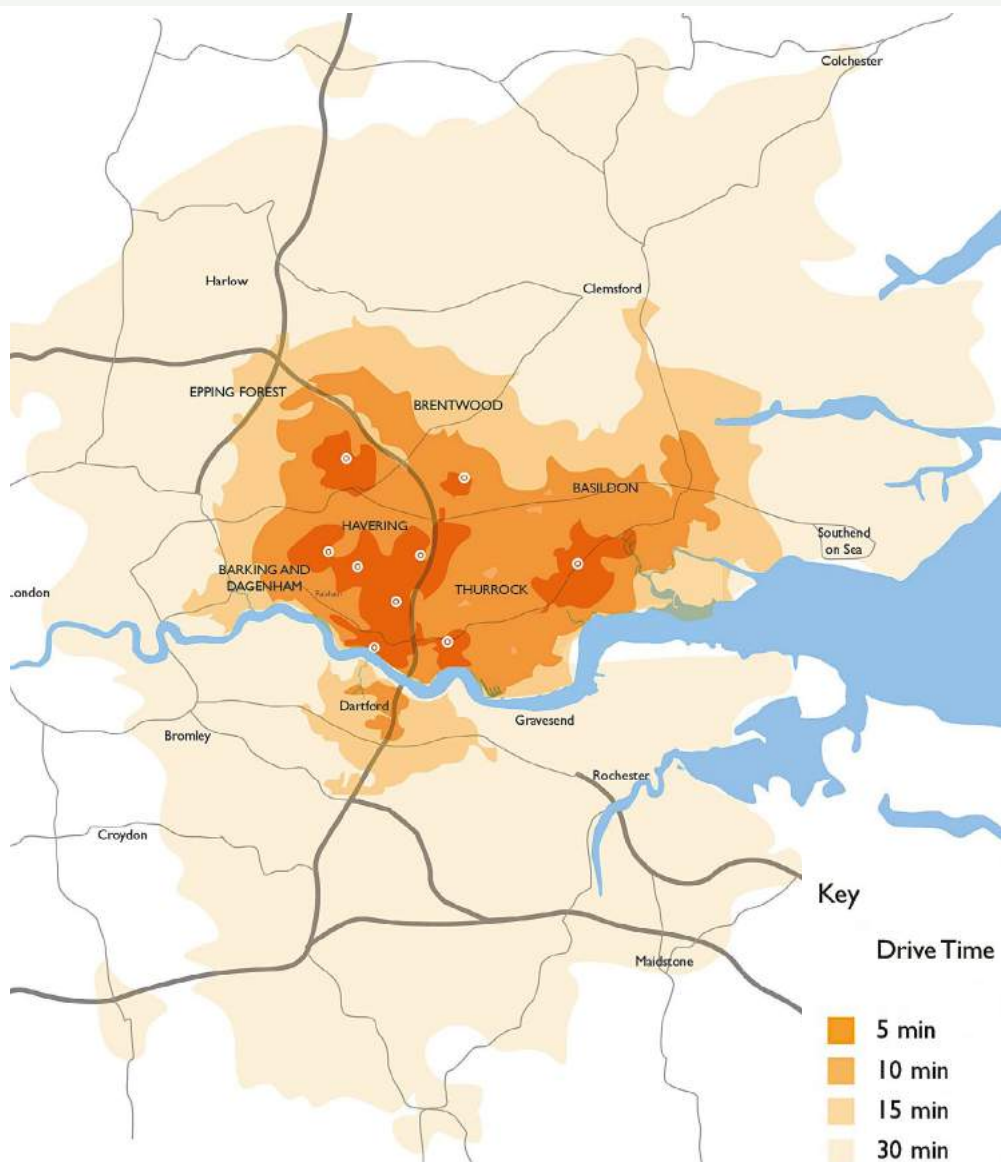 Colchester
Harlow
Clemsford
EPPING FOREST
BRENTWOOD
BASILDON
HAVERING
Southend
on Sea
BARKING AND
DAGENHAM
THURROCK
London
Dartford
Gravesend
Bromley
Rochester
Croydon
Key
Drive Time
Maidstone
5 min
10 min
15 min
30 min